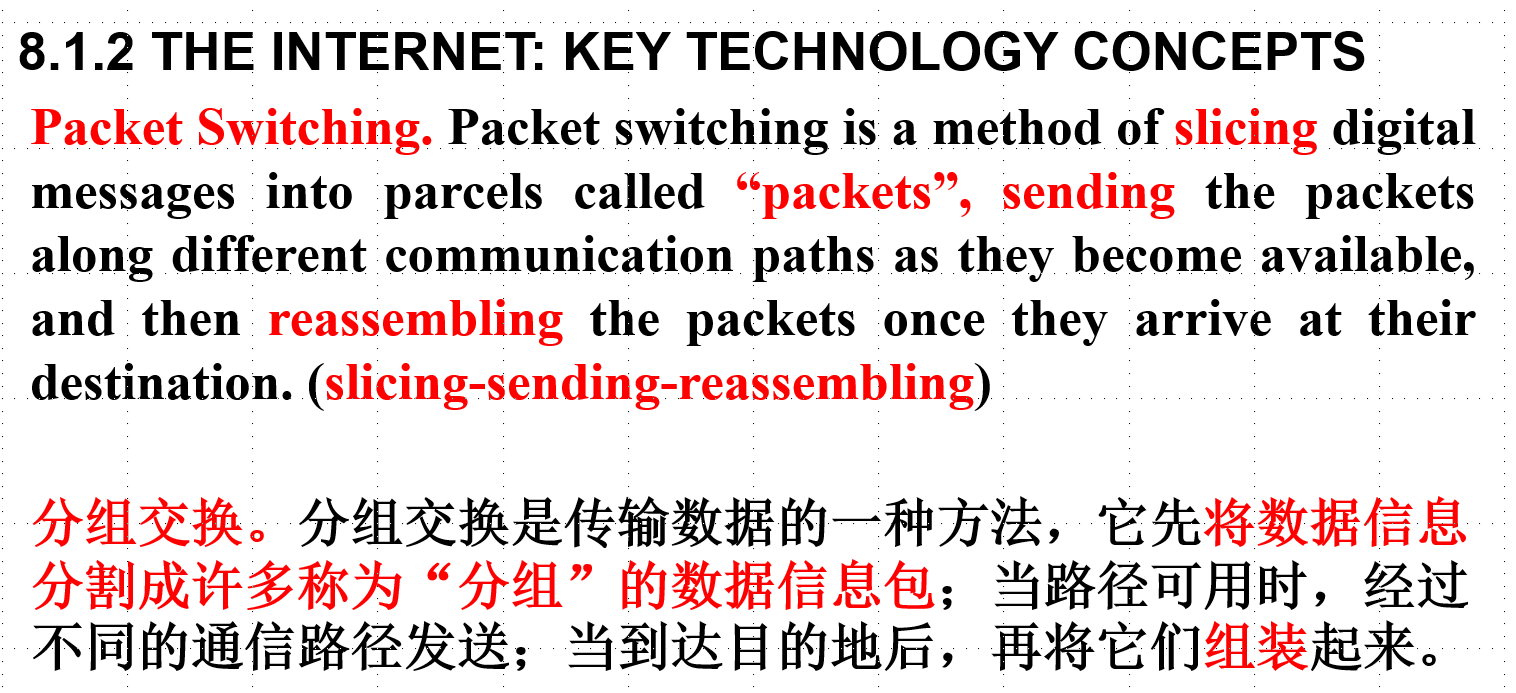 8.1.2 THE INTERNET: KEY TECHNOLOGY CONCEPTS
Packet Switching. Packet switching is a method of slicing digital
messages into parcels called “packets”, sending the packets
along different communication paths as they become available,
and then reassembling the packets once they arrive at their
destination. (slicing-sending-reassembling)
分组交换。分组交换是传输数据的一种方法，它先将数据信息
分割成许多称为“分组”的数据信息包；当路径可用时，经过
不同的通信路径发送；当到达目的地后，再将它们组装起来。